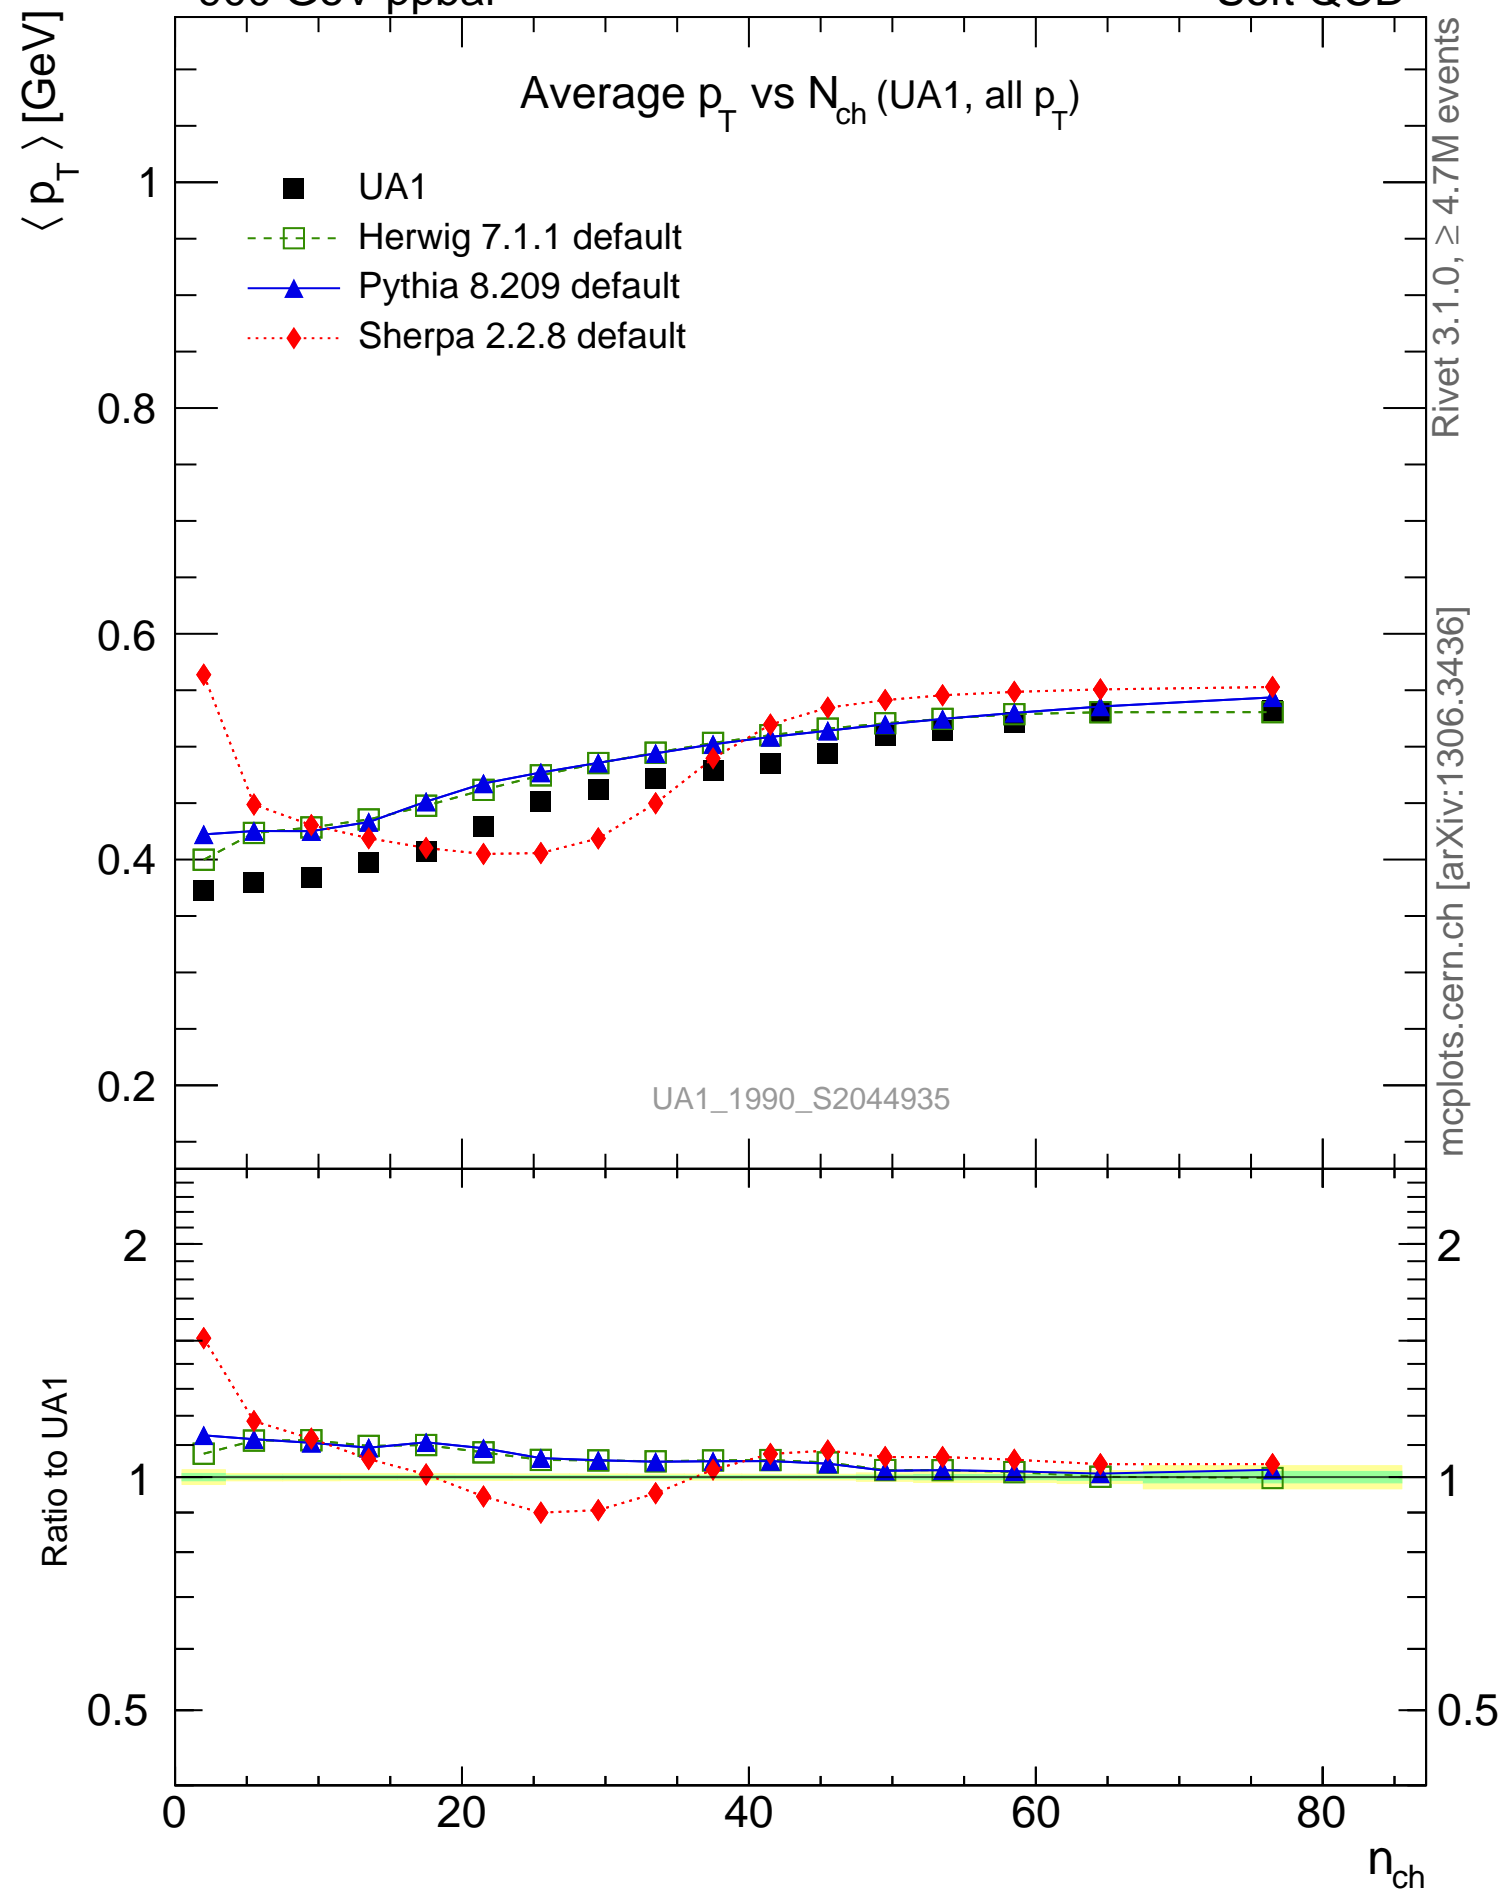 ⟨ p_T ⟩ [GeV]
Average p_T vs N_ch (UA1, all p_T)
UA1
Herwig 7.1.1 default
Pythia 8.209 default
Sherpa 2.2.8 default
1
0.8
0.6
0.4
0.2
UA1_1990_S2044935
Rivet 3.1.0, ≥ 4.7M events
mcplots.cern.ch [arXiv:1306.3436]
Ratio to UA1
2
1
0.5
2
1
0.5
0 20 40 60 80
n_ch